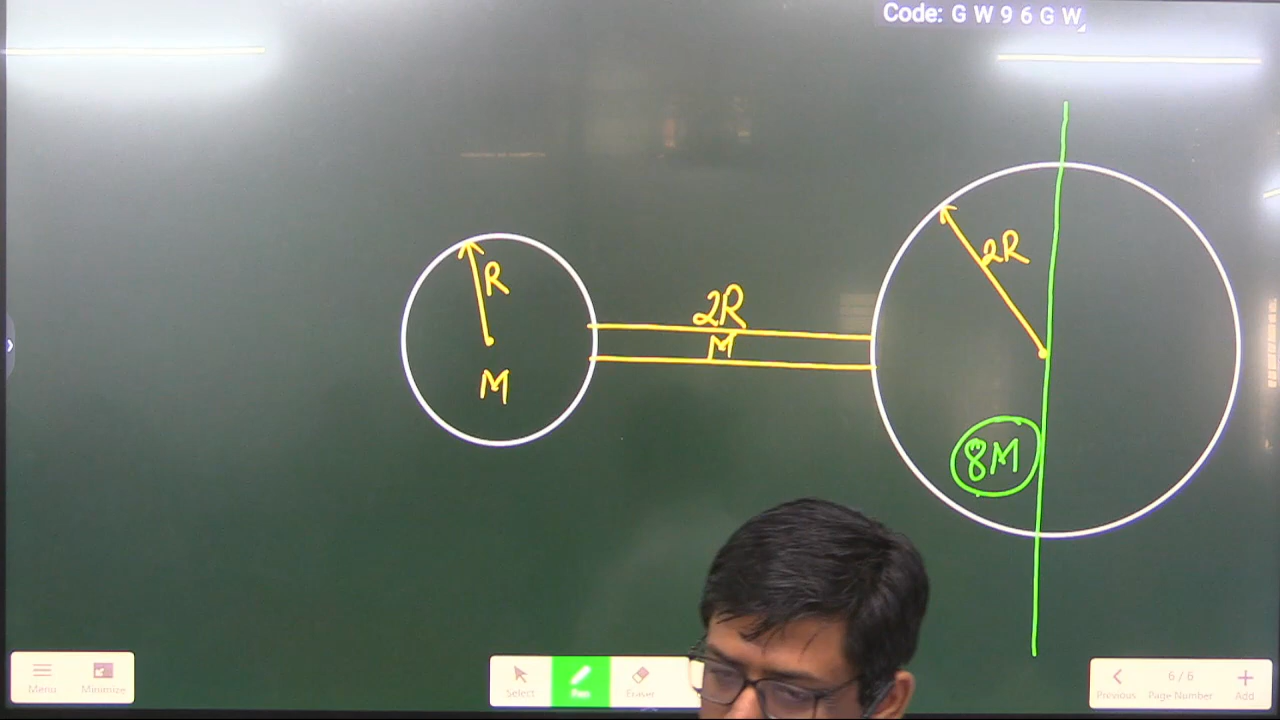 Code: G W 9 6 G W
R
M
2R
M
2R
8M
Menu
Minimize
Select
Pen
Eraser
6 / 6
Previous
Page Number
Add